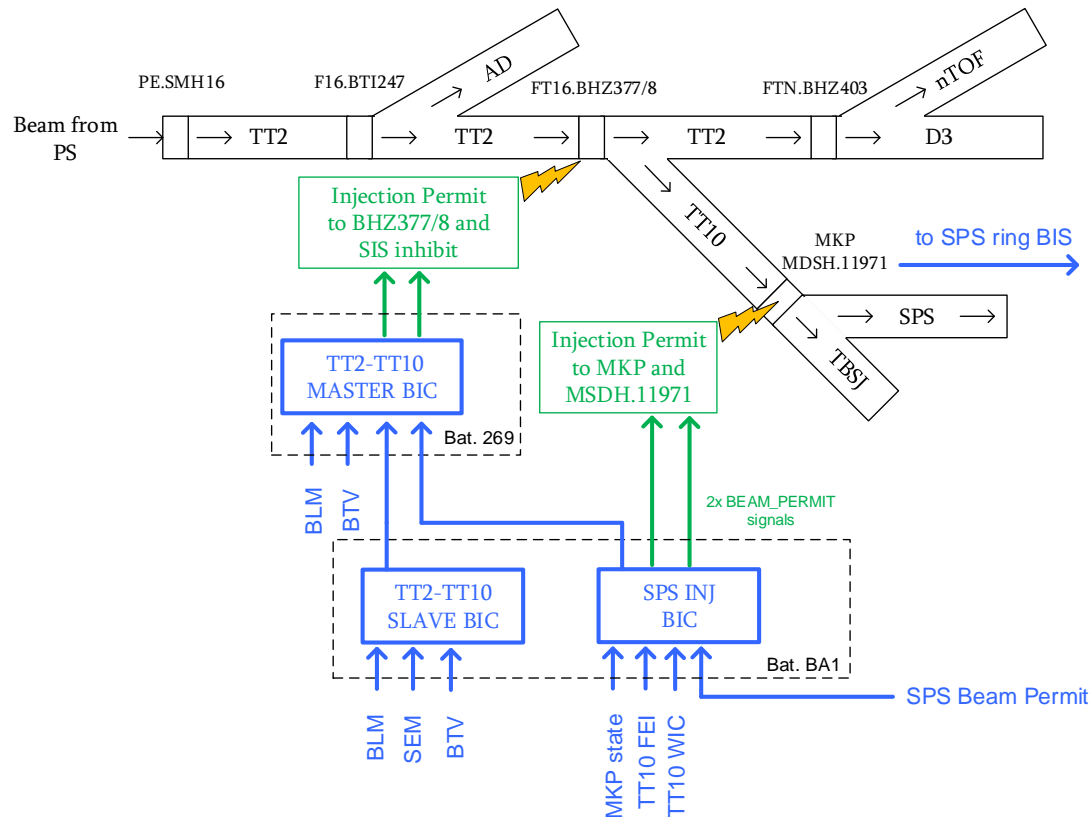 AD
nTOF
PE.SMH16
F16.BTI247
FT16.BHZ377/8
FTN.BHZ403
Beam from
PS
TT2
TT2
TT2
D3
Injection Permit
to BHZ377/8 and
SIS inhibit
TT10
MKP
MDSH.11971
to SPS ring BIS
SPS
TBSJ
Injection Permit
to MKP and
MSDH.11971
TT2-TT10
MASTER BIC
Bat. 269
BLM
BTV
2x BEAM_PERMIT
signals
TT2-TT10
SLAVE BIC
SPS INJ
BIC
Bat. BA1
SPS Beam Permit
BLM
SEM
BTV
MKP state
TT10 FEI
TT10 WIC